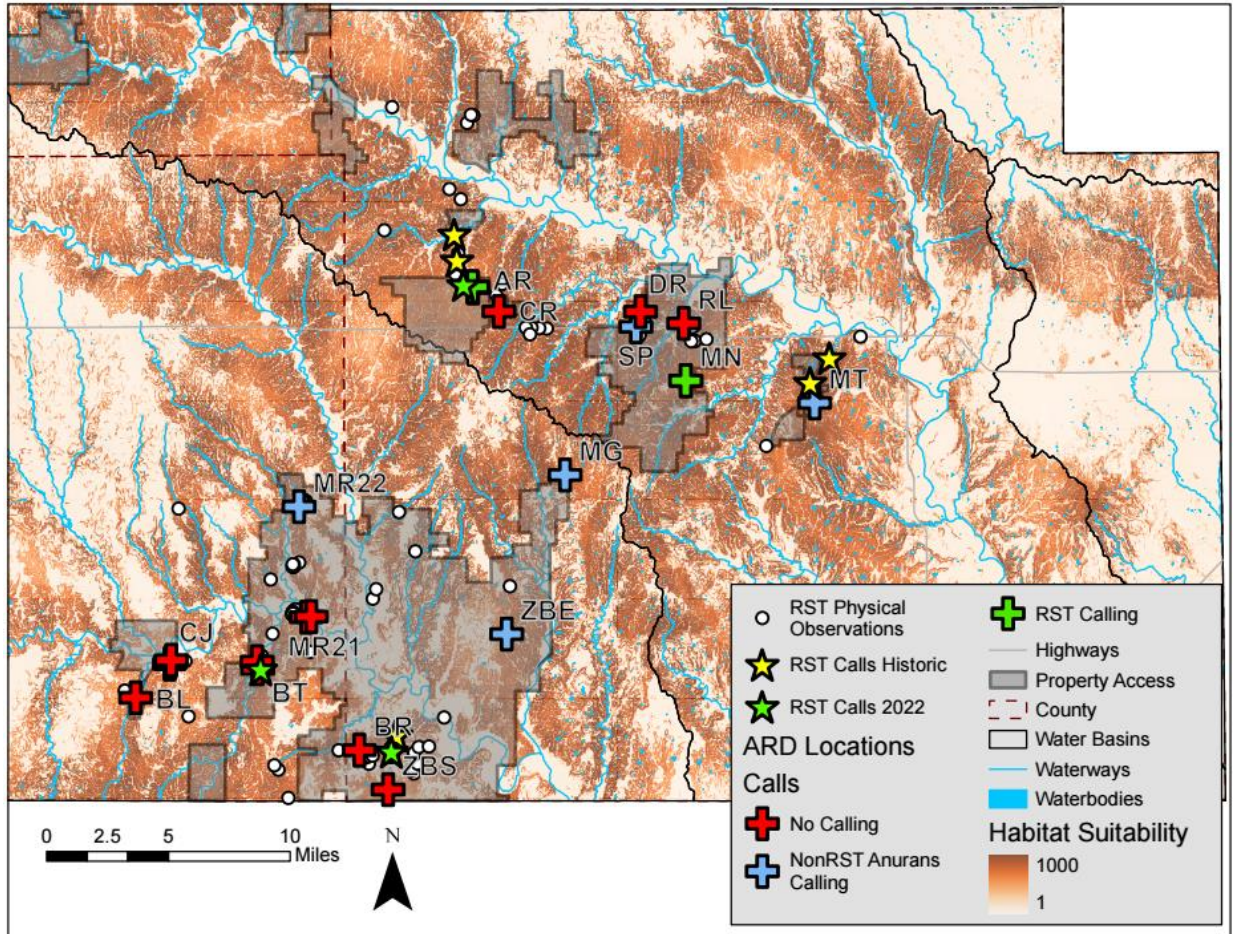 AR
CR
DR
RL
SP
MN
MT
MG
MR22
ZBE
CJ
MR21
BL
BT
BR
ZBS
RST Physical
Observations
RST Calls Historic
RST Calls 2022
ARD Locations
Calls
No Calling
NonRST Anurans
Calling
RST Calling
Highways
Property Access
County
Water Basins
Waterways
Waterbodies
Habitat Suitability
1000
1
0 2.5 5 10
Miles
N